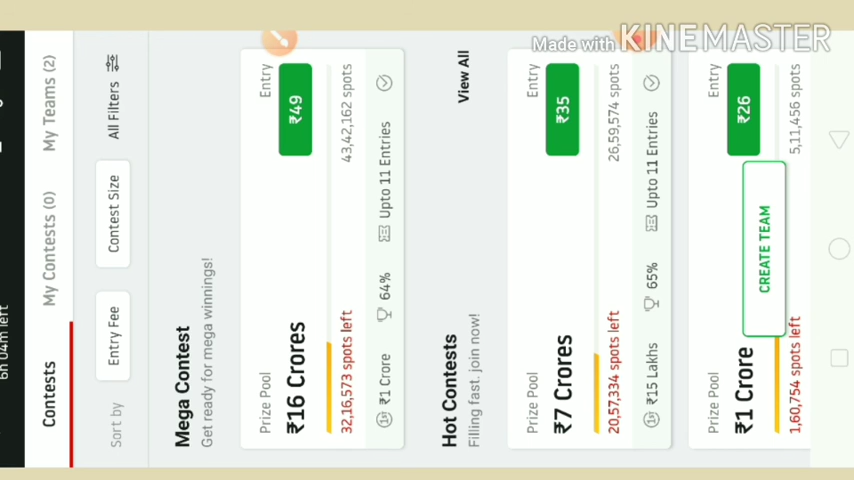 Made with KINEMASTER
6h 04m left
Contests
My Contests (0)
My Teams (2)
Sort by
Entry Fee
Contest Size
All Filters
Mega Contest
Get ready for mega winnings!
Prize Pool
Entry
₹16 Crores
₹49
32,16,573 spots left
43,42,162 spots
1st
₹1 Crore
64%
Upto 11 Entries
Hot Contests
View All
Filling fast. join now!
Prize Pool
Entry
₹7 Crores
₹35
20,57,334 spots left
26,59,574 spots
1st
₹15 Lakhs
65%
Upto 11 Entries
Prize Pool
Entry
₹1 Crore
₹26
1,60,754 spots left
5,11,456 spots
CREATE TEAM